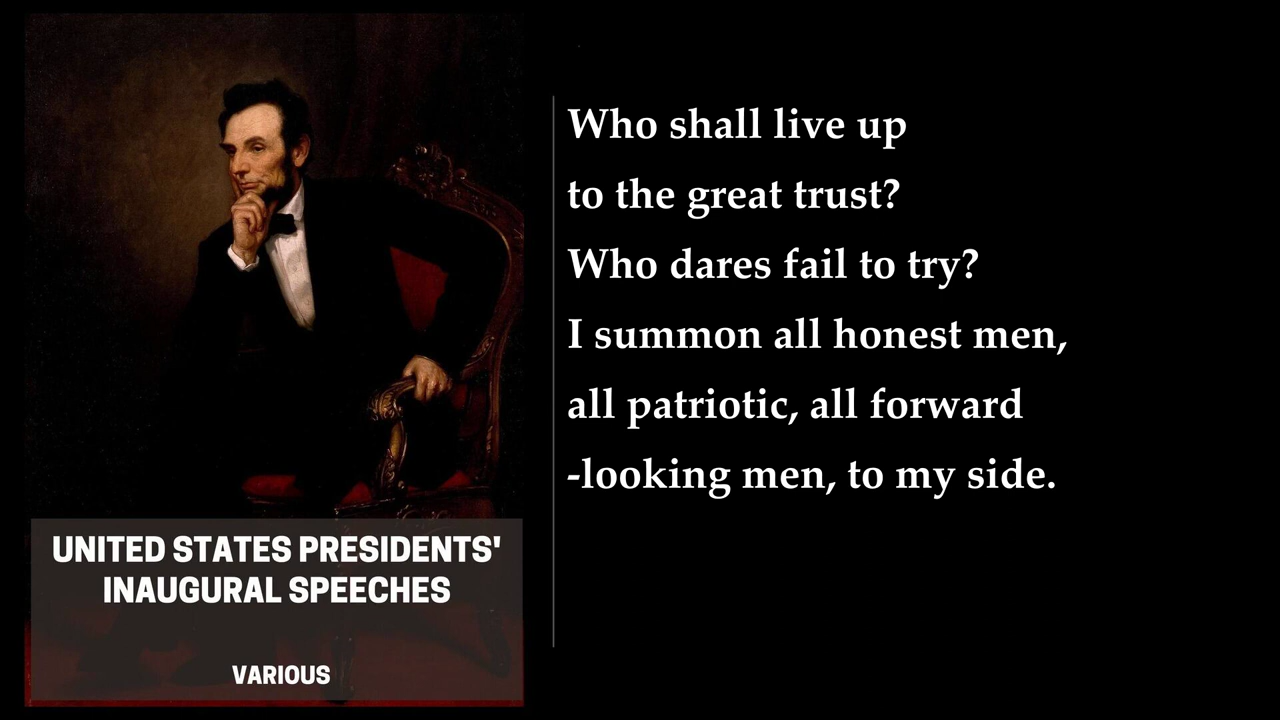 Who shall live up
to the great trust?
Who dares fail to try?
I summon all honest men,
all patriotic, all forward
-looking men, to my side.
UNITED STATES PRESIDENTS'
INAUGURAL SPEECHES
VARIOUS